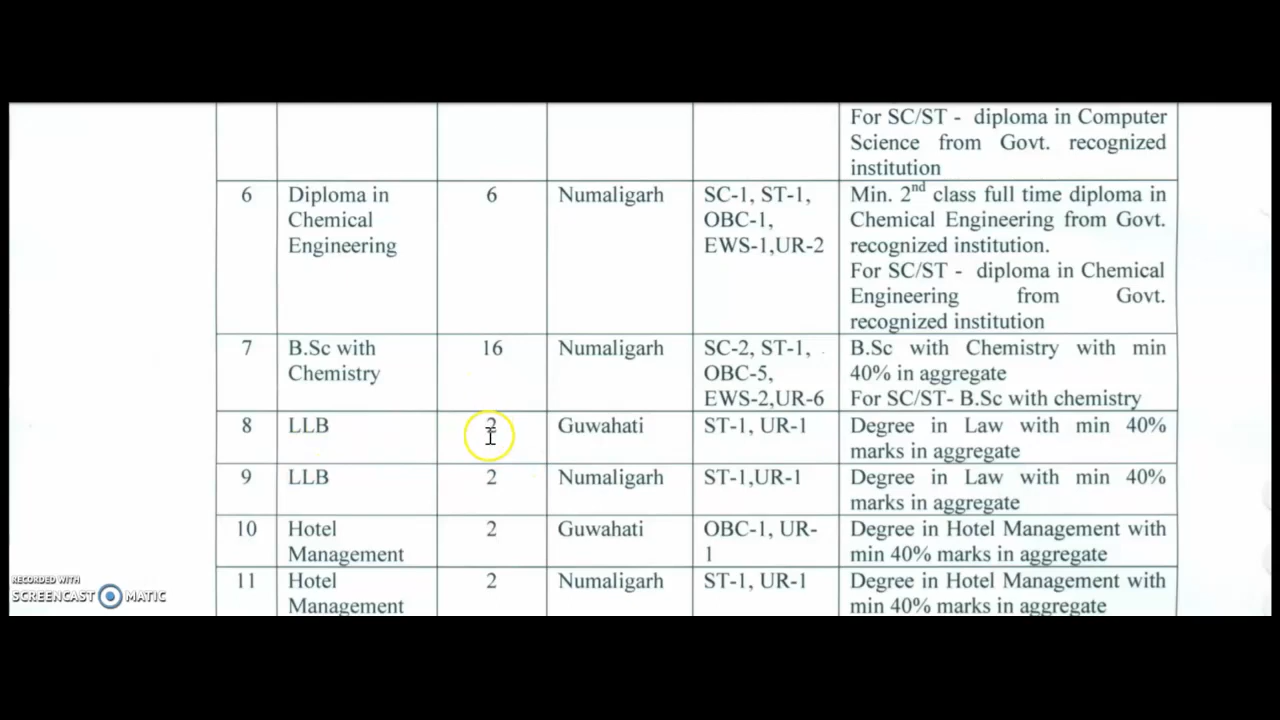 For SC/ST - diploma in Computer
Science from Govt. recognized
institution
6 Diploma in Chemical Engineering 6 Numaligarh SC-1, ST-1, OBC-1, EWS-1,UR-2 Min. 2nd class full time diploma in
Chemical Engineering from Govt.
recognized institution.
For SC/ST - diploma in Chemical
Engineering from Govt.
recognized institution
7 B.Sc with Chemistry 16 Numaligarh SC-2, ST-1, OBC-5, EWS-2,UR-6 B.Sc with Chemistry with min
40% in aggregate
For SC/ST- B.Sc with chemistry
8 LLB 2 Guwahati ST-1, UR-1 Degree in Law with min 40%
marks in aggregate
9 LLB 2 Numaligarh ST-1,UR-1 Degree in Law with min 40%
marks in aggregate
10 Hotel Management 2 Guwahati OBC-1, UR-1 Degree in Hotel Management with
min 40% marks in aggregate
11 Hotel Management 2 Numaligarh ST-1, UR-1 Degree in Hotel Management with
min 40% marks in aggregate
RECORDED WITH
SCREENCAST MATIC